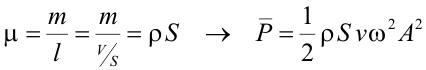 μ = m/l = m/(V/S) = ρS → P̅ = 1/2 ρSvω²A²